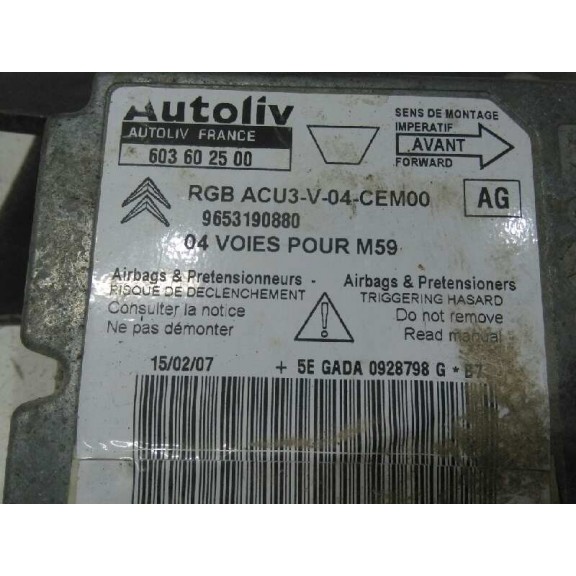 Autoliv
AUTOLIV FRANCE
603 60 25 00
SENS DE MONTAGE
IMPERATIF
AVANT
FORWARD
RGB ACU3-V-04-CEM00
AG
9653190880
04 VOIES POUR M59
Airbags & Pretensionneurs -
RISQUE DE DECLENCHEMENT
Consulter la notice
Ne pas démonter
Airbags & Pretensioners
TRIGGERING HASARD
Do not remove
Read manual
15/02/07 + 5E GADA 0928798 G * B7